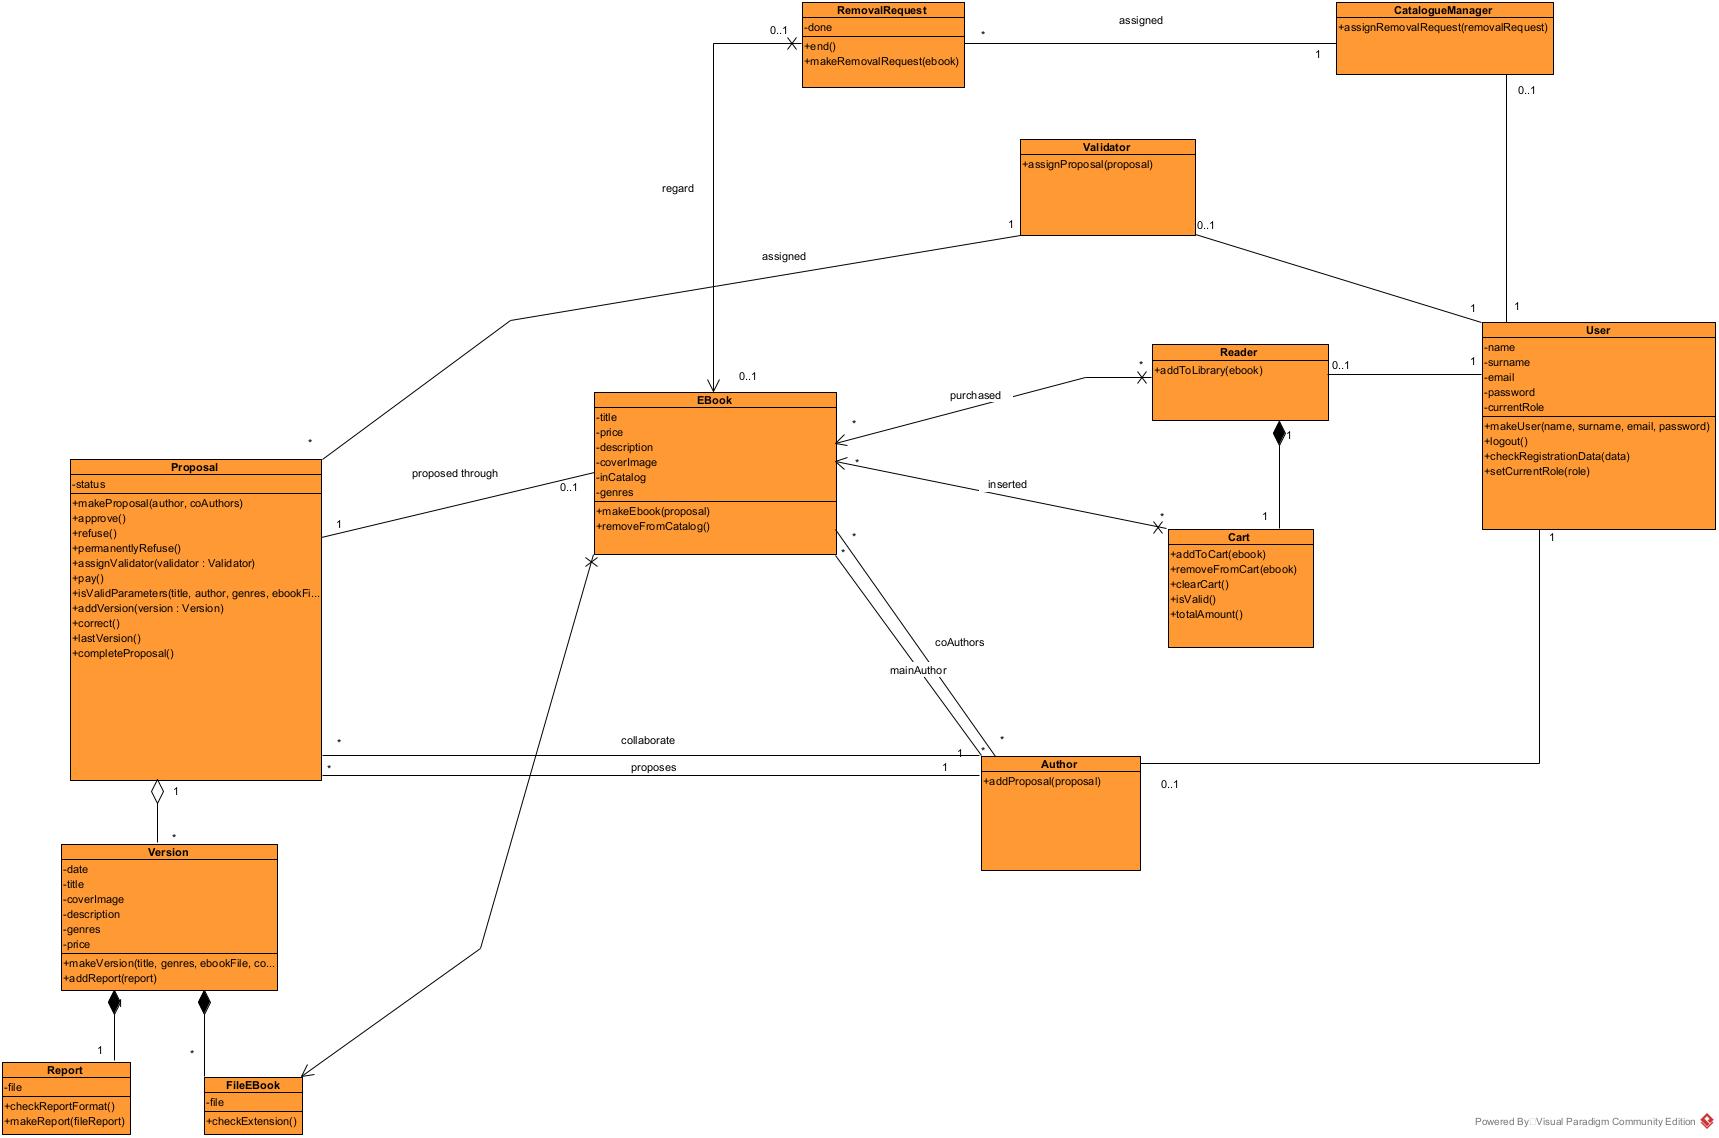 RemovalRequest
-done
+end()
+makeRemovalRequest(ebook)
0..1
*
assigned
1
CatalogueManager
+assignRemovalRequest(removalRequest)
0..1
1
regard
0..1
Validator
+assignProposal(proposal)
1
0..1
assigned
*
1
User
-name
-surname
-email
-password
-currentRole
+makeUser(name, surname, email, password)
+logout()
+checkRegistrationData(data)
+setCurrentRole(role)
1
1
Reader
+addToLibrary(ebook)
0..1
*
purchased
*
1
1
Cart
+addToCart(ebook)
+removeFromCart(ebook)
+clearCart()
+isValid()
+totalAmount()
*
inserted
*
EBook
-title
-price
-description
-coverImage
-inCatalog
-genres
+makeEbook(proposal)
+removeFromCatalog()
proposed through
0..1
1
Proposal
-status
+makeProposal(author, coAuthors)
+approve()
+refuse()
+permanentlyRefuse()
+assignValidator(validator : Validator)
+pay()
+isValidParameters(title, author, genres, ebookFi...
+addVersion(version : Version)
+correct()
+lastVersion()
+completeProposal()
*
*
coAuthors
mainAuthor
*
*
*
collaborate
1
*
proposes
1
Author
+addProposal(proposal)
0..1
1
*
Version
-date
-title
-coverImage
-description
-genres
-price
+makeVersion(title, genres, ebookFile, co...
+addReport(report)
1
1
*
Report
-file
+checkReportFormat()
+makeReport(fileReport)
FileEBook
-file
+checkExtension()
Powered By Visual Paradigm Community Edition